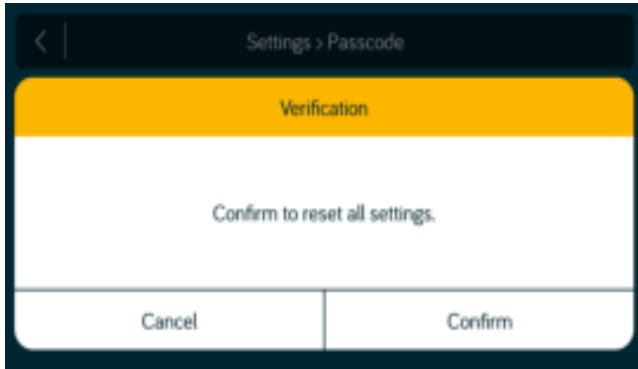 Settings > Passcode
Verification
Confirm to reset all settings.
Cancel
Confirm